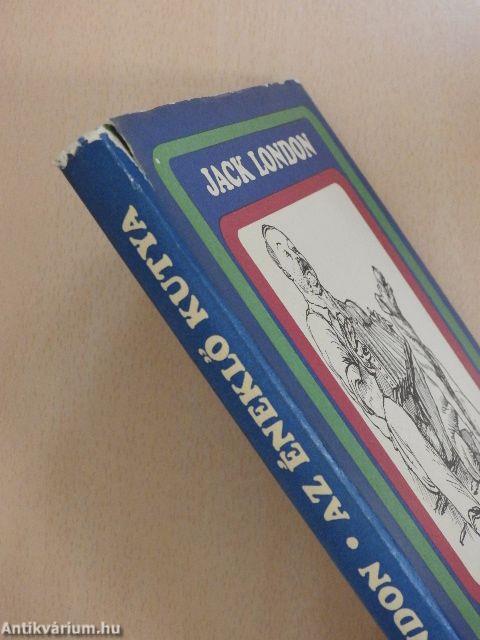 JACK LONDON
NDON • AZ ÉNEKLŐ KUTYA
Antikvárium.hu